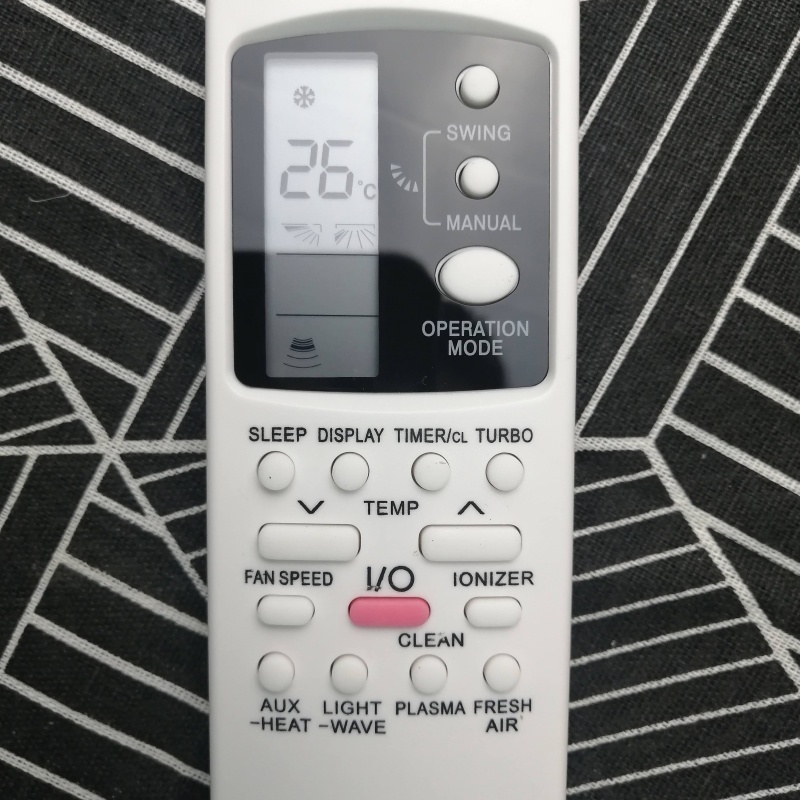 26 °C
SWING
MANUAL
OPERATION
MODE
SLEEP DISPLAY TIMER/CL TURBO
TEMP
FAN SPEED I/O IONIZER
CLEAN
AUX LIGHT PLASMA FRESH
-HEAT -WAVE AIR